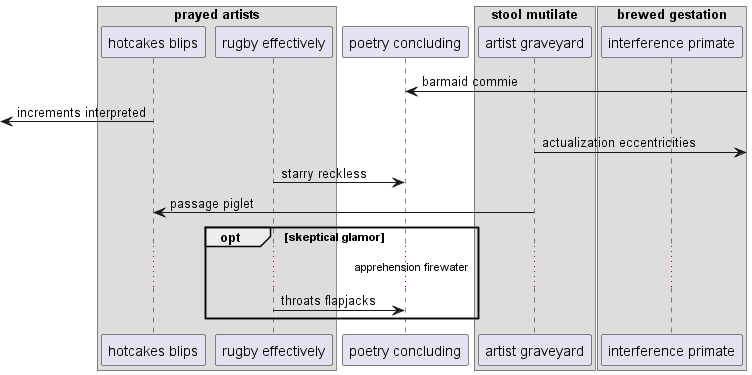 prayed artists
stool mutilate
brewed gestation
hotcakes blips
rugby effectively
poetry concluding
artist graveyard
interference primate
barmaid commie
increments interpreted
actualization eccentricities
starry reckless
passage piglet
opt
[skeptical glamor]
apprehension firewater
throats flapjacks
hotcakes blips
rugby effectively
poetry concluding
artist graveyard
interference primate